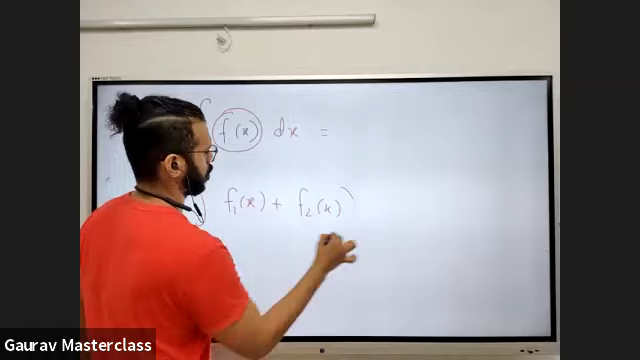 ∫ f(x) dx =
f₁(x) + f₂(x)
Gaurav Masterclass